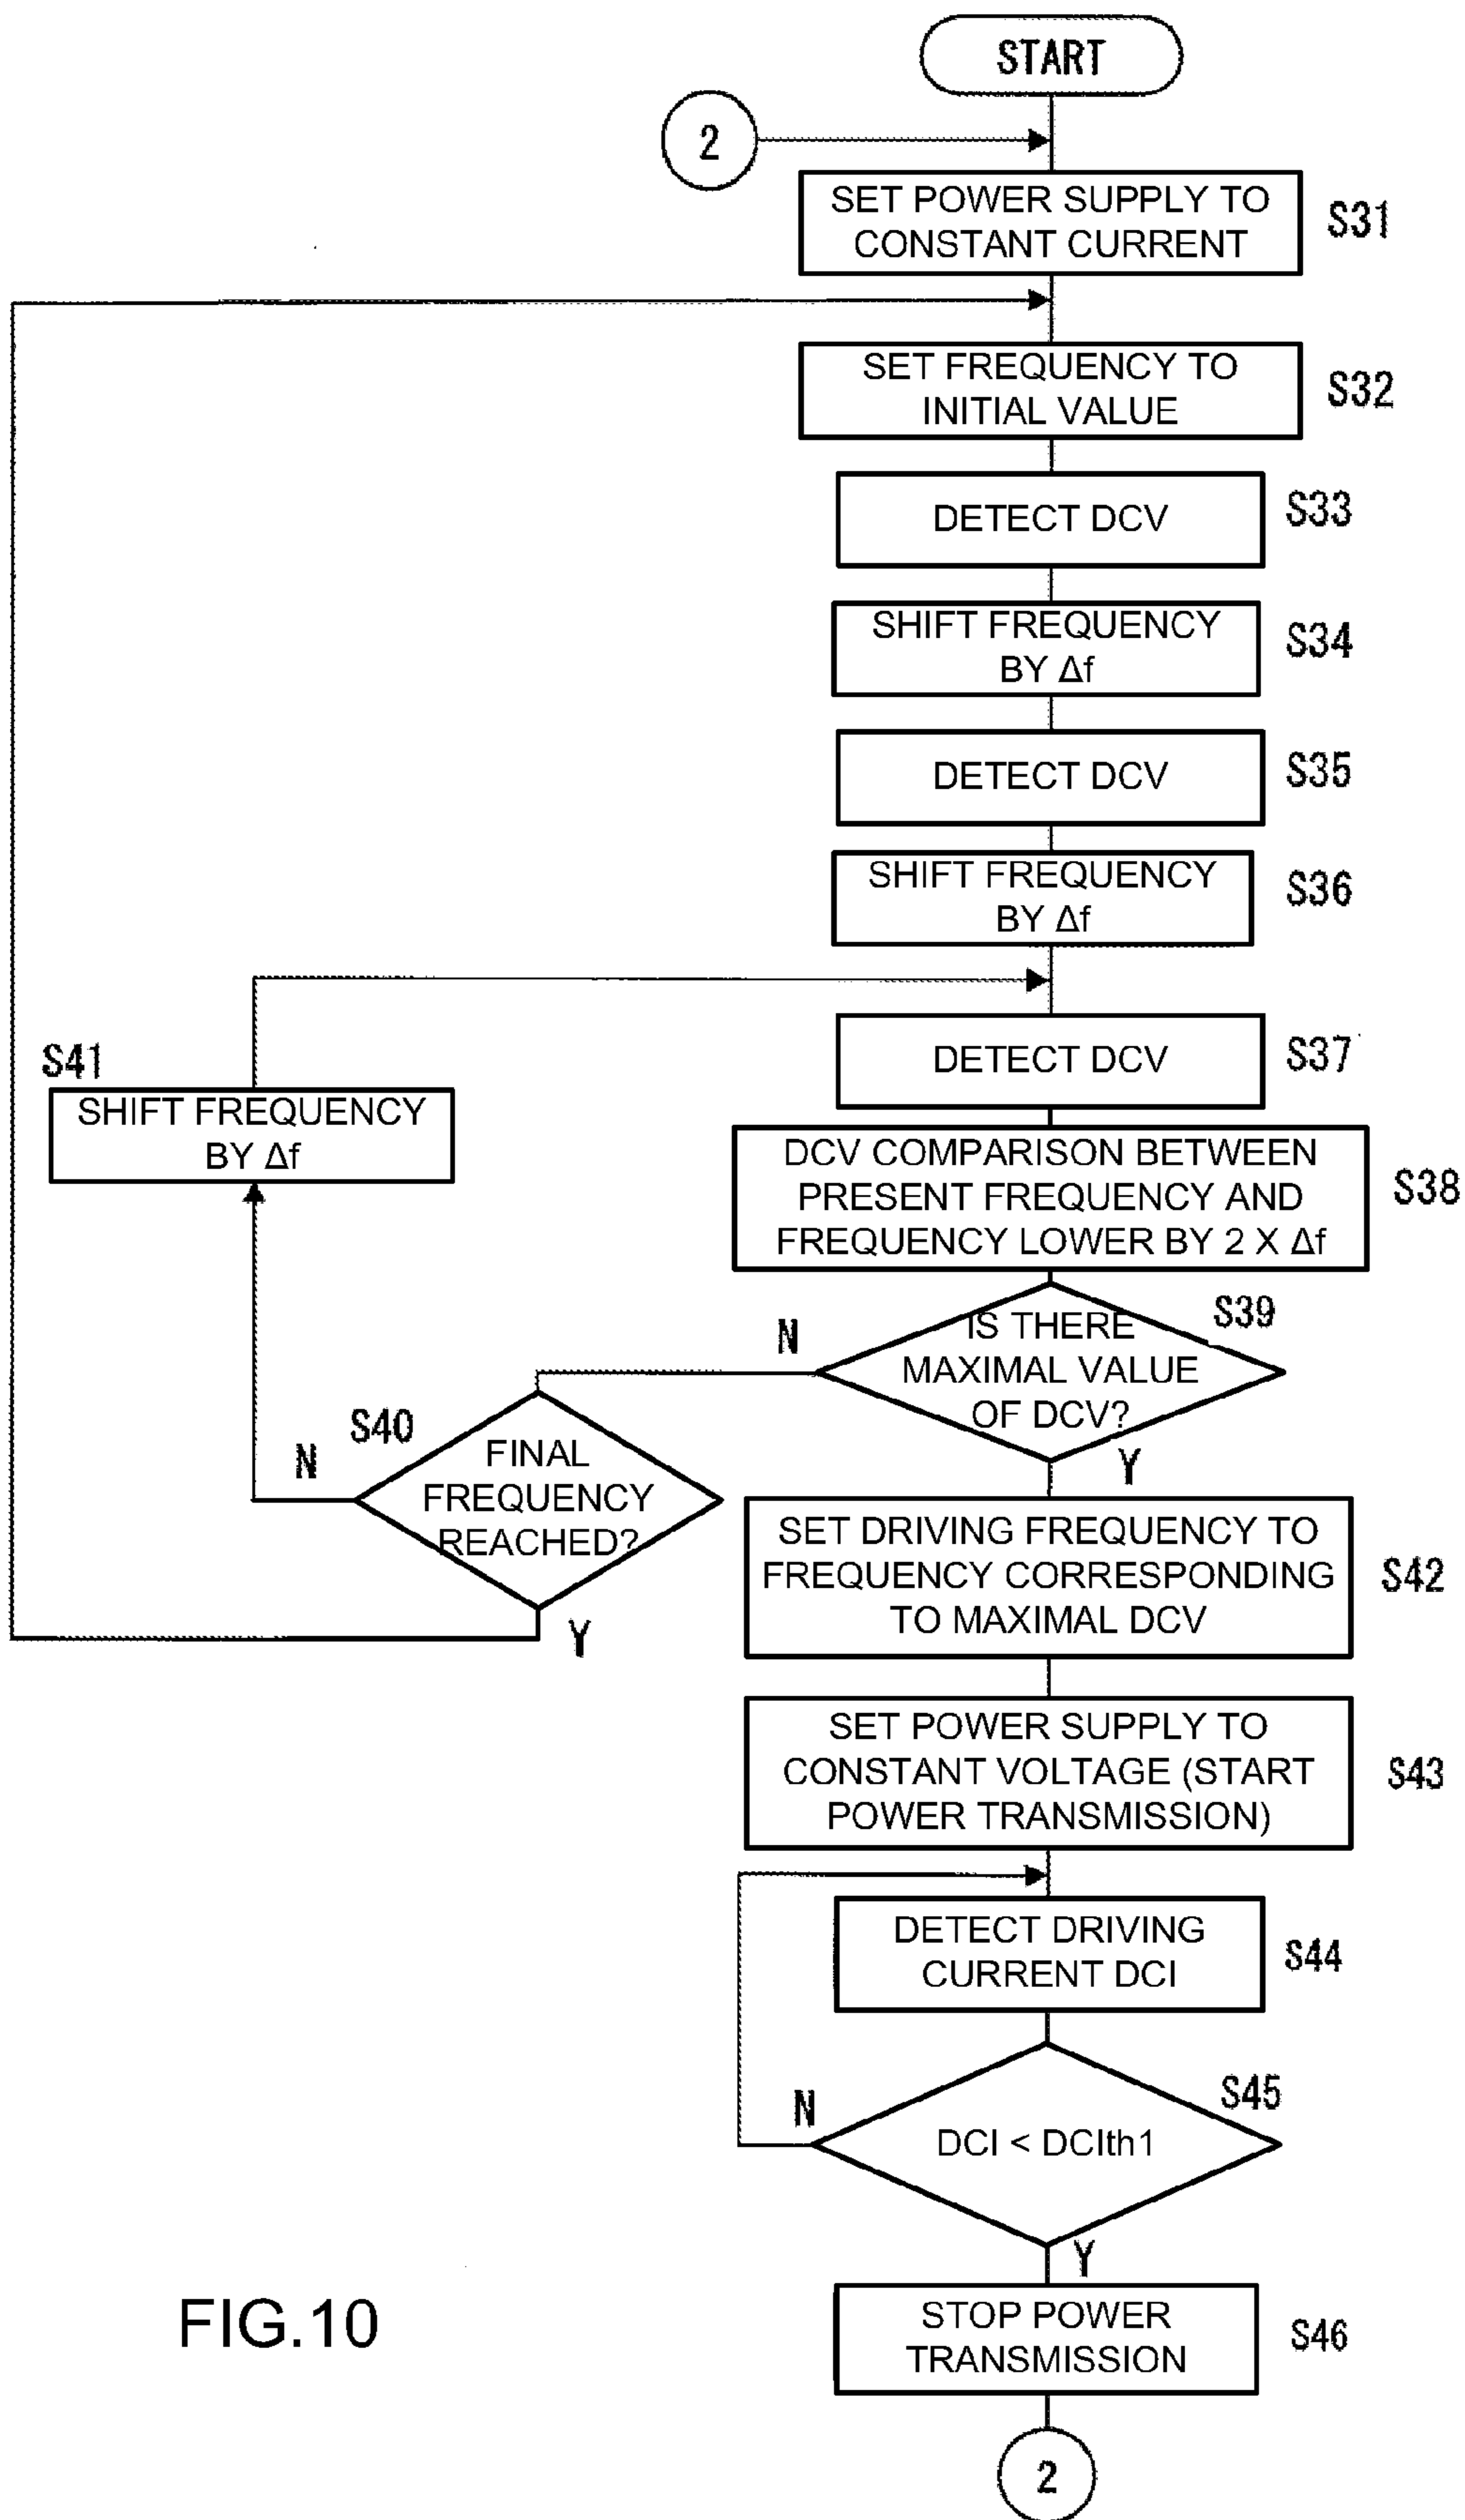 START
2
SET POWER SUPPLY TO
CONSTANT CURRENT
S31
SET FREQUENCY TO
INITIAL VALUE
S32
DETECT DCV
S33
SHIFT FREQUENCY
BY Δf
S34
DETECT DCV
S35
SHIFT FREQUENCY
BY Δf
S36
DETECT DCV
S37
S41
SHIFT FREQUENCY
BY Δf
DCV COMPARISON BETWEEN
PRESENT FREQUENCY AND
FREQUENCY LOWER BY 2 X Δf
S38
IS THERE
MAXIMAL VALUE
OF DCV?
S39
N
Y
S40
FINAL
FREQUENCY
REACHED?
N
Y
SET DRIVING FREQUENCY TO
FREQUENCY CORRESPONDING
TO MAXIMAL DCV
S42
SET POWER SUPPLY TO
CONSTANT VOLTAGE (START
POWER TRANSMISSION)
S43
DETECT DRIVING
CURRENT DCI
S44
DCI < DCIth1
S45
N
Y
STOP POWER
TRANSMISSION
S46
2
FIG.10